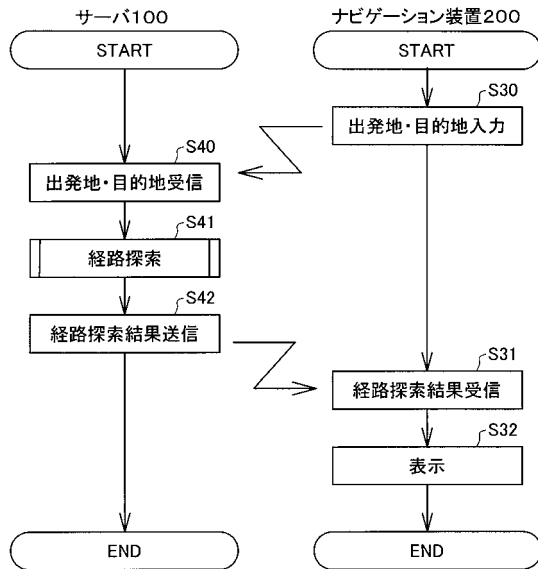 サーバ100
ナビゲーション装置200
START
START
S30
出発地・目的地入力
S40
出発地・目的地受信
S41
経路探索
S42
経路探索結果送信
S31
経路探索結果受信
S32
表示
END
END